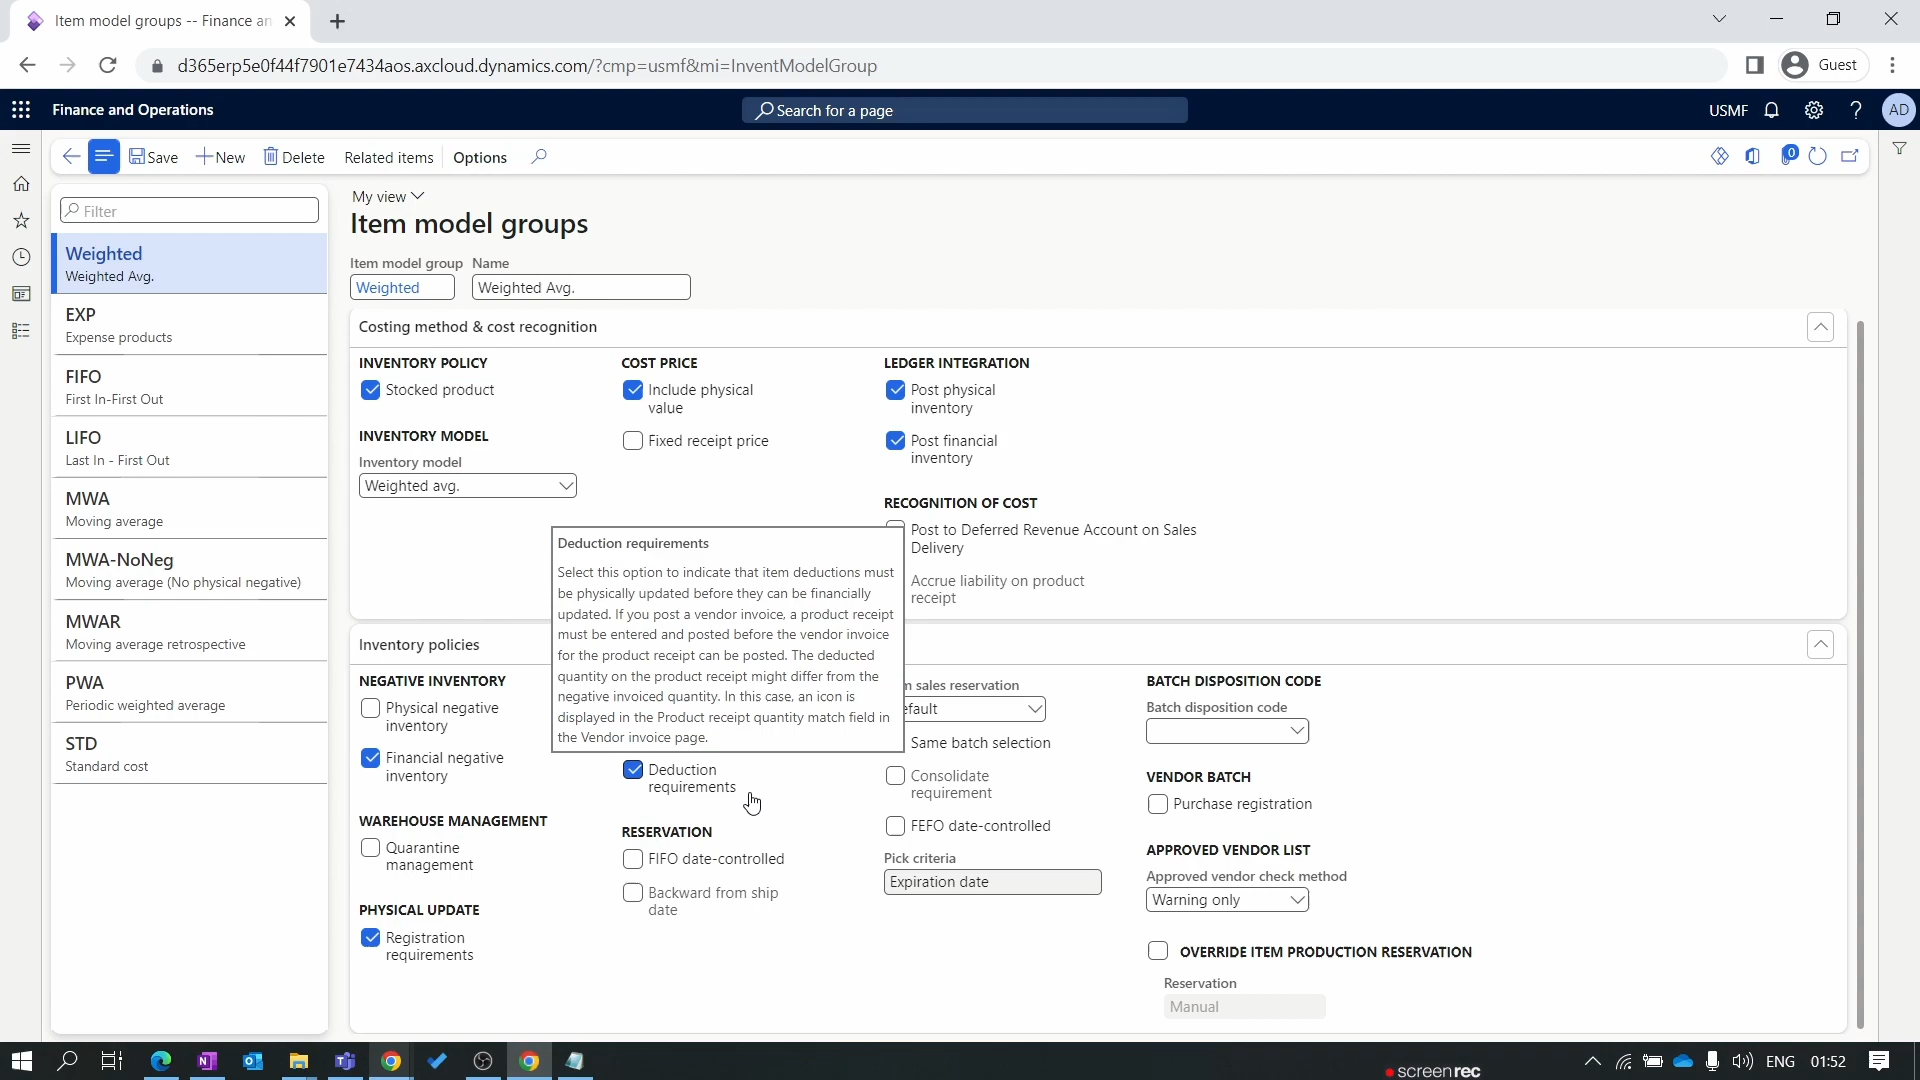 Item model groups -- Finance an
d365erp5e0f44f7901e7434aos.axcloud.dynamics.com/?cmp=usmf&mi=InventModelGroup
Guest
Finance and Operations
Search for a page
USMF
AD
Save
New
Delete
Related items
Options
0
Filter
Weighted
Weighted Avg.
EXP
Expense products
FIFO
First In-First Out
LIFO
Last In - First Out
MWA
Moving average
MWA-NoNeg
Moving average (No physical negative)
MWAR
Moving average retrospective
PWA
Periodic weighted average
STD
Standard cost
My view
Item model groups
Item model group
Name
Weighted
Weighted Avg.
Costing method & cost recognition
INVENTORY POLICY
Stocked product
INVENTORY MODEL
Inventory model
Weighted avg.
COST PRICE
Include physical
value
Fixed receipt price
LEDGER INTEGRATION
Post physical
inventory
Post financial
inventory
RECOGNITION OF COST
Post to Deferred Revenue Account on Sales
Delivery
Accrue liability on product
receipt
Deduction requirements
Select this option to indicate that item deductions must
be physically updated before they can be financially
updated. If you post a vendor invoice, a product receipt
must be entered and posted before the vendor invoice
for the product receipt can be posted. The deducted
quantity on the product receipt might differ from the
negative invoiced quantity. In this case, an icon is
displayed in the Product receipt quantity match field in
the Vendor invoice page.
Inventory policies
NEGATIVE INVENTORY
Physical negative
inventory
Financial negative
inventory
WAREHOUSE MANAGEMENT
Quarantine
management
PHYSICAL UPDATE
Registration
requirements
Deduction
requirements
RESERVATION
FIFO date-controlled
Backward from ship
date
sales reservation
Same batch selection
Consolidate
requirement
FEFO date-controlled
Pick criteria
Expiration date
BATCH DISPOSITION CODE
Batch disposition code
VENDOR BATCH
Purchase registration
APPROVED VENDOR LIST
Approved vendor check method
Warning only
OVERRIDE ITEM PRODUCTION RESERVATION
Reservation
Manual
ENG
01:52
screenrec